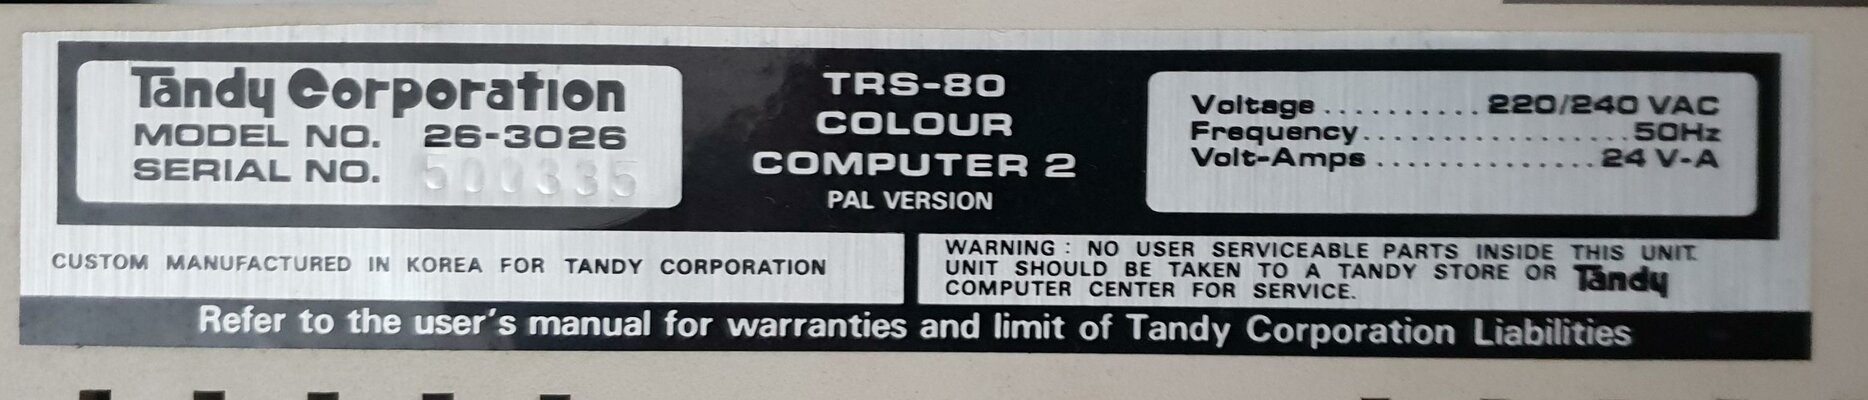 Tandy Corporation
MODEL NO. 26-3026
SERIAL NO. 500335
TRS-80
COLOUR
COMPUTER 2
PAL VERSION
Voltage .......... 220/240 VAC
Frequency................. 50Hz
Volt-Amps .............. 24 V-A
CUSTOM MANUFACTURED IN KOREA FOR TANDY CORPORATION
WARNING : NO USER SERVICEABLE PARTS INSIDE THIS UNIT.
UNIT SHOULD BE TAKEN TO A TANDY STORE OR Tandy
COMPUTER CENTER FOR SERVICE.
Refer to the user's manual for warranties and limit of Tandy Corporation Liabilities